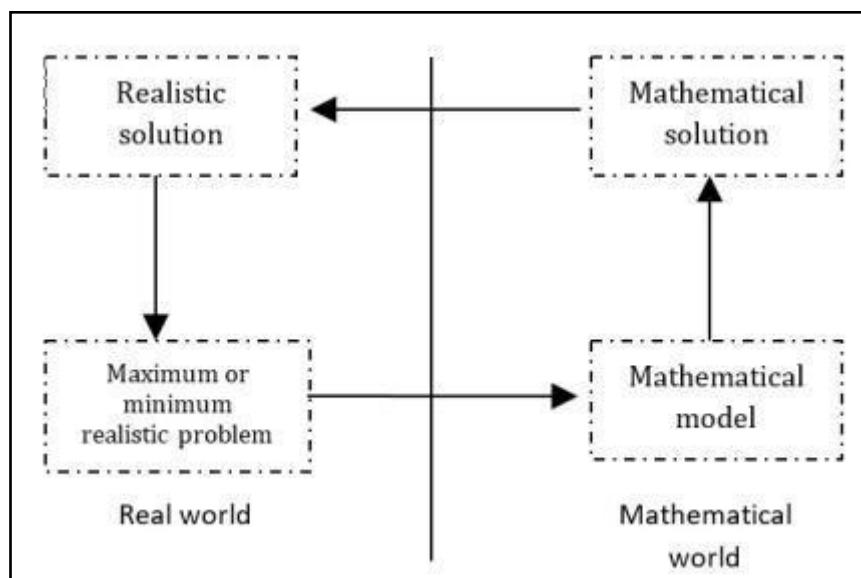 Realistic
solution
Mathematical
solution
Maximum or
minimum
realistic problem
Mathematical
model
Real world
Mathematical
world